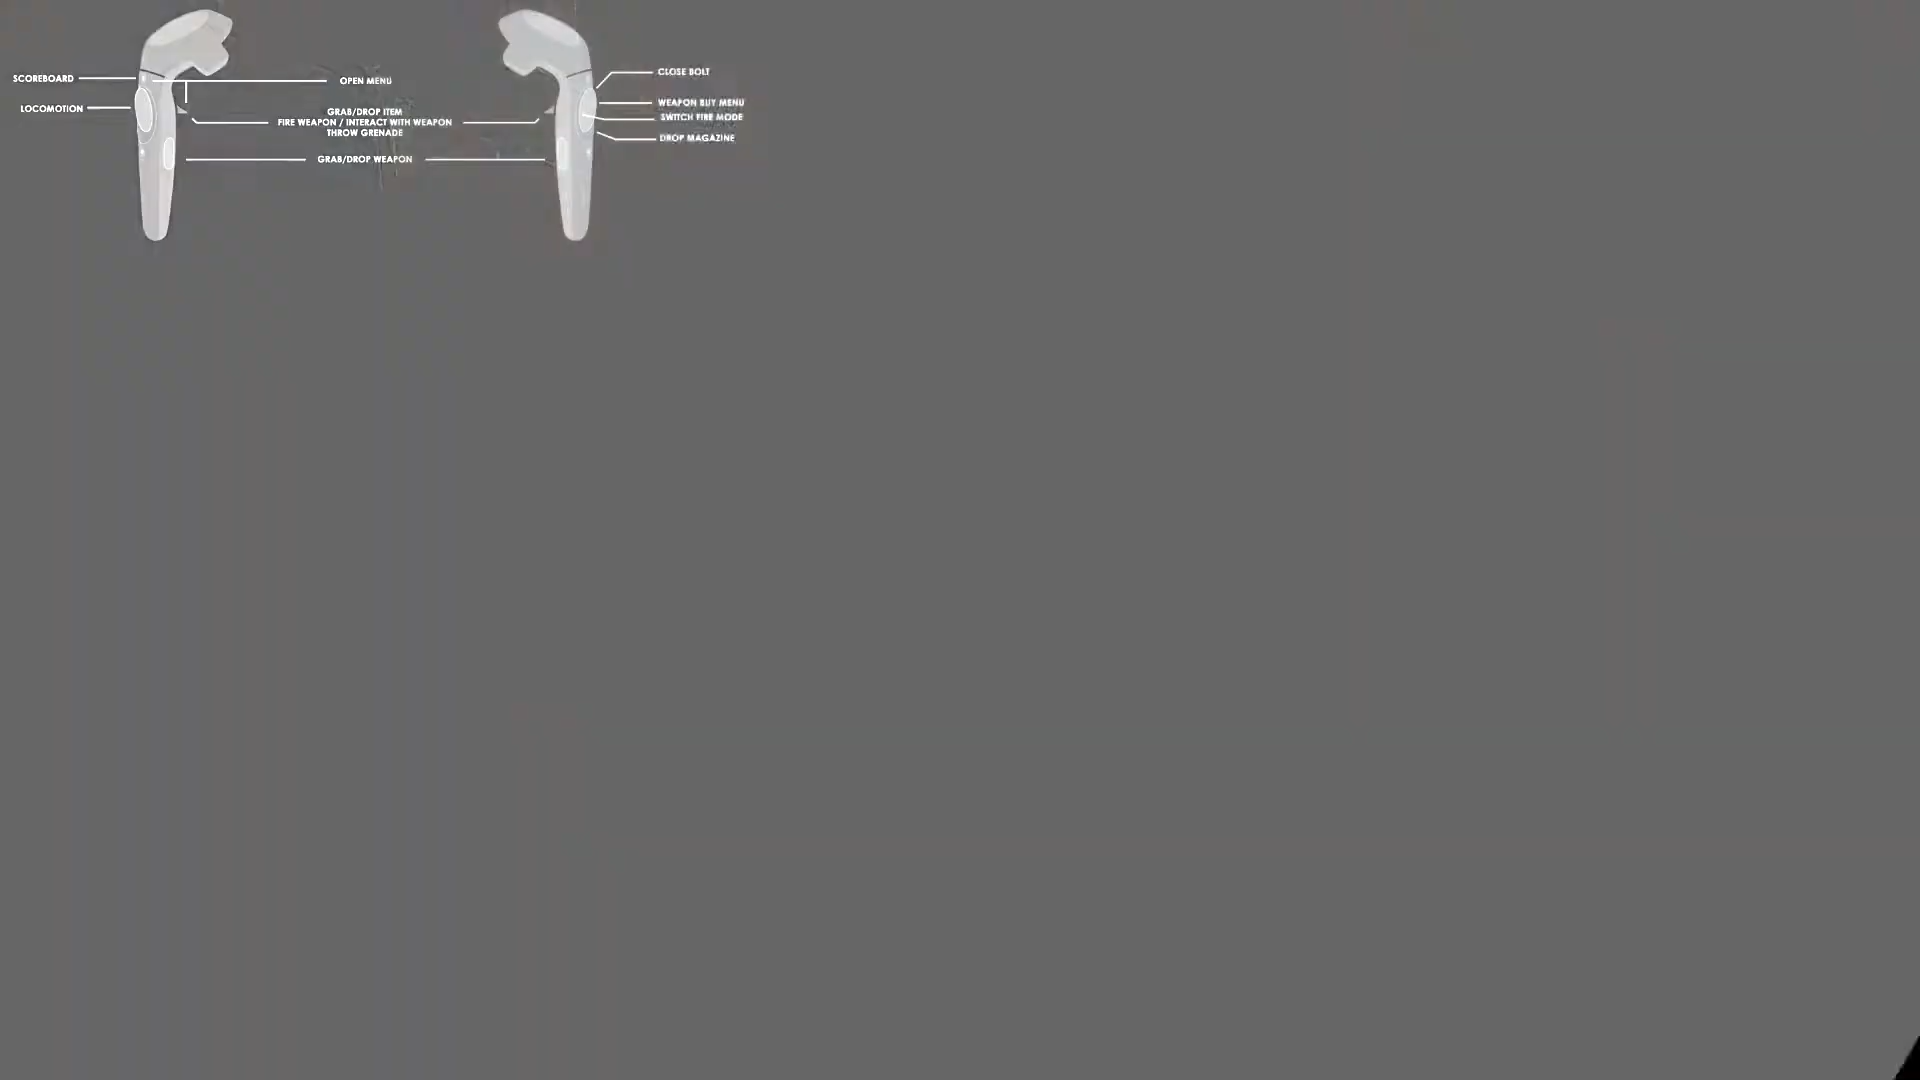 SCOREBOARD
LOCOMOTION
OPEN MENU
GRAB/DROP ITEM
FIRE WEAPON / INTERACT WITH WEAPON
THROW GRENADE
GRAB/DROP WEAPON
CLOSE BOLT
WEAPON BUY MENU
SWITCH FIRE MODE
DROP MAGAZINE